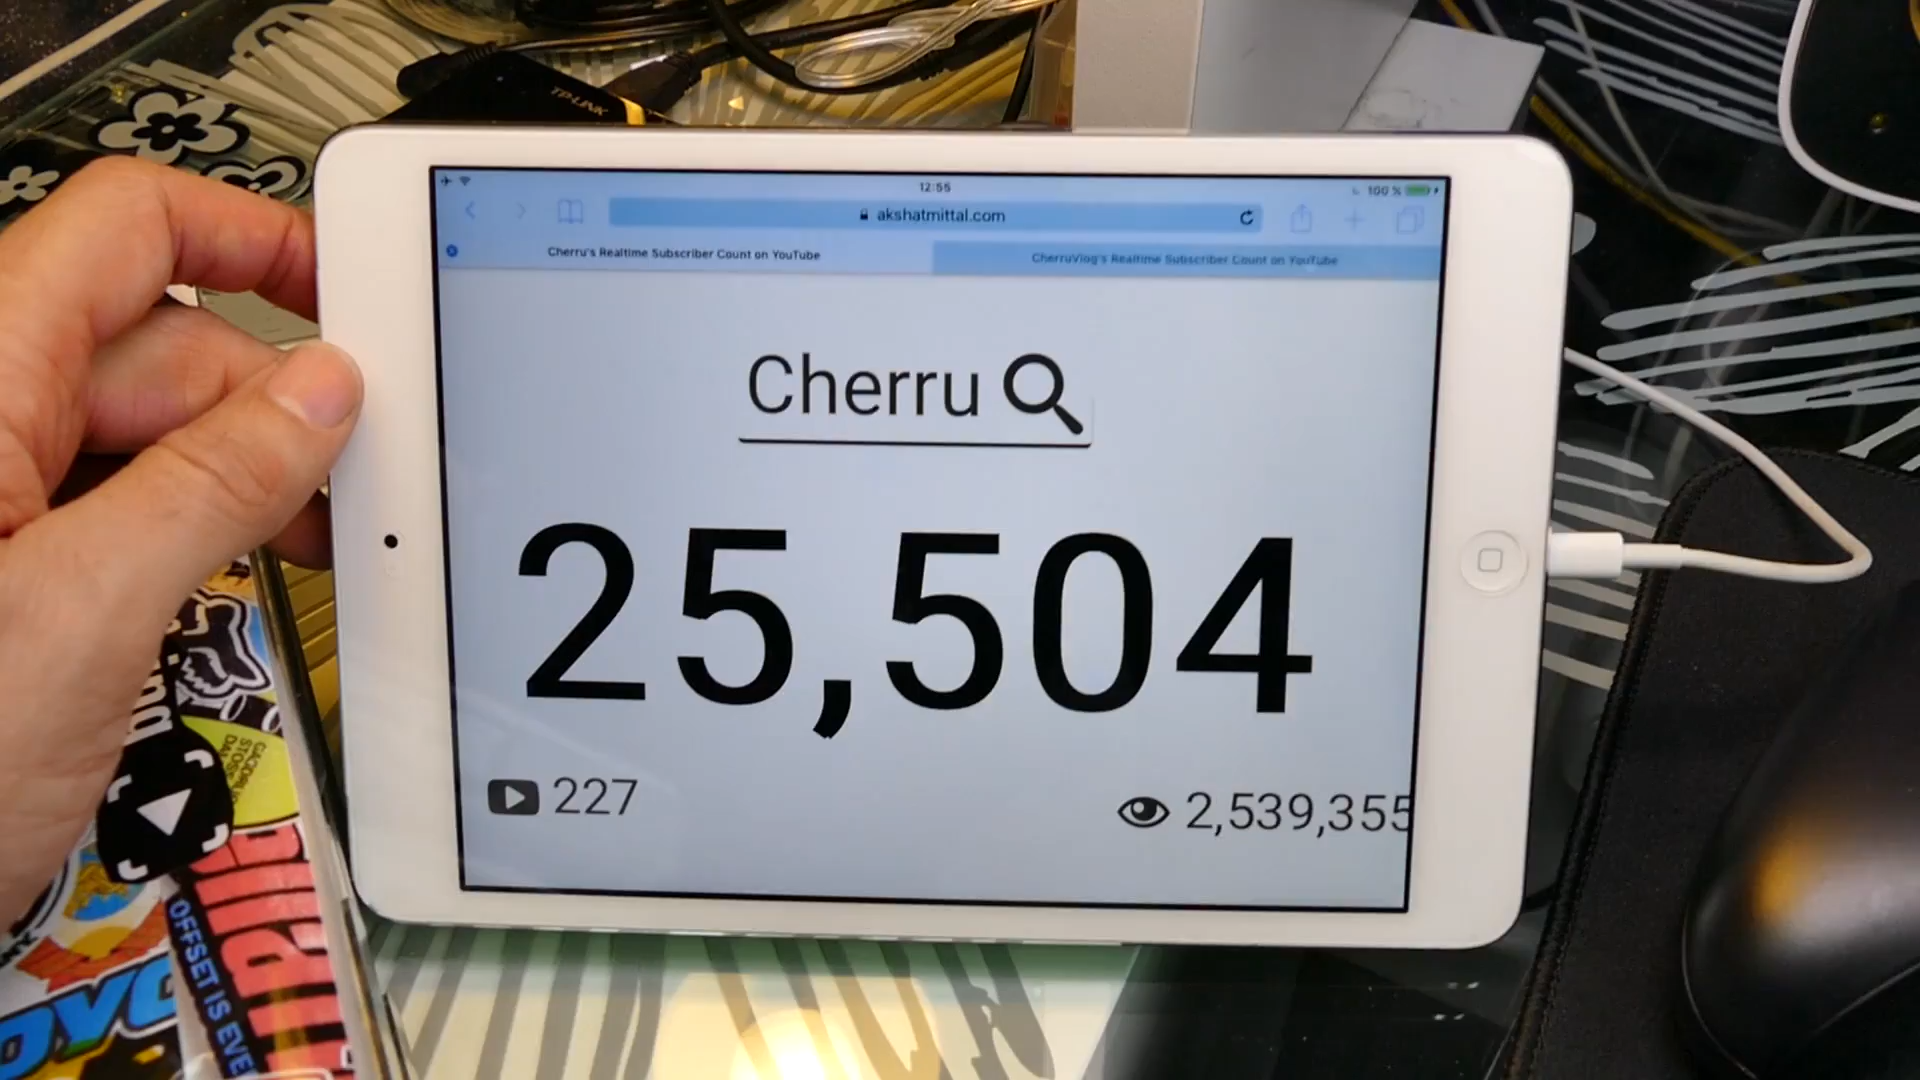 TP-LINK
12:55
100 %
akshatmittal.com
Cherru's Realtime Subscriber Count on YouTube
CherruVlog's Realtime Subscriber Count on YouTube
Cherru
25,504
227
2,539,355
OFFSET IS EVE